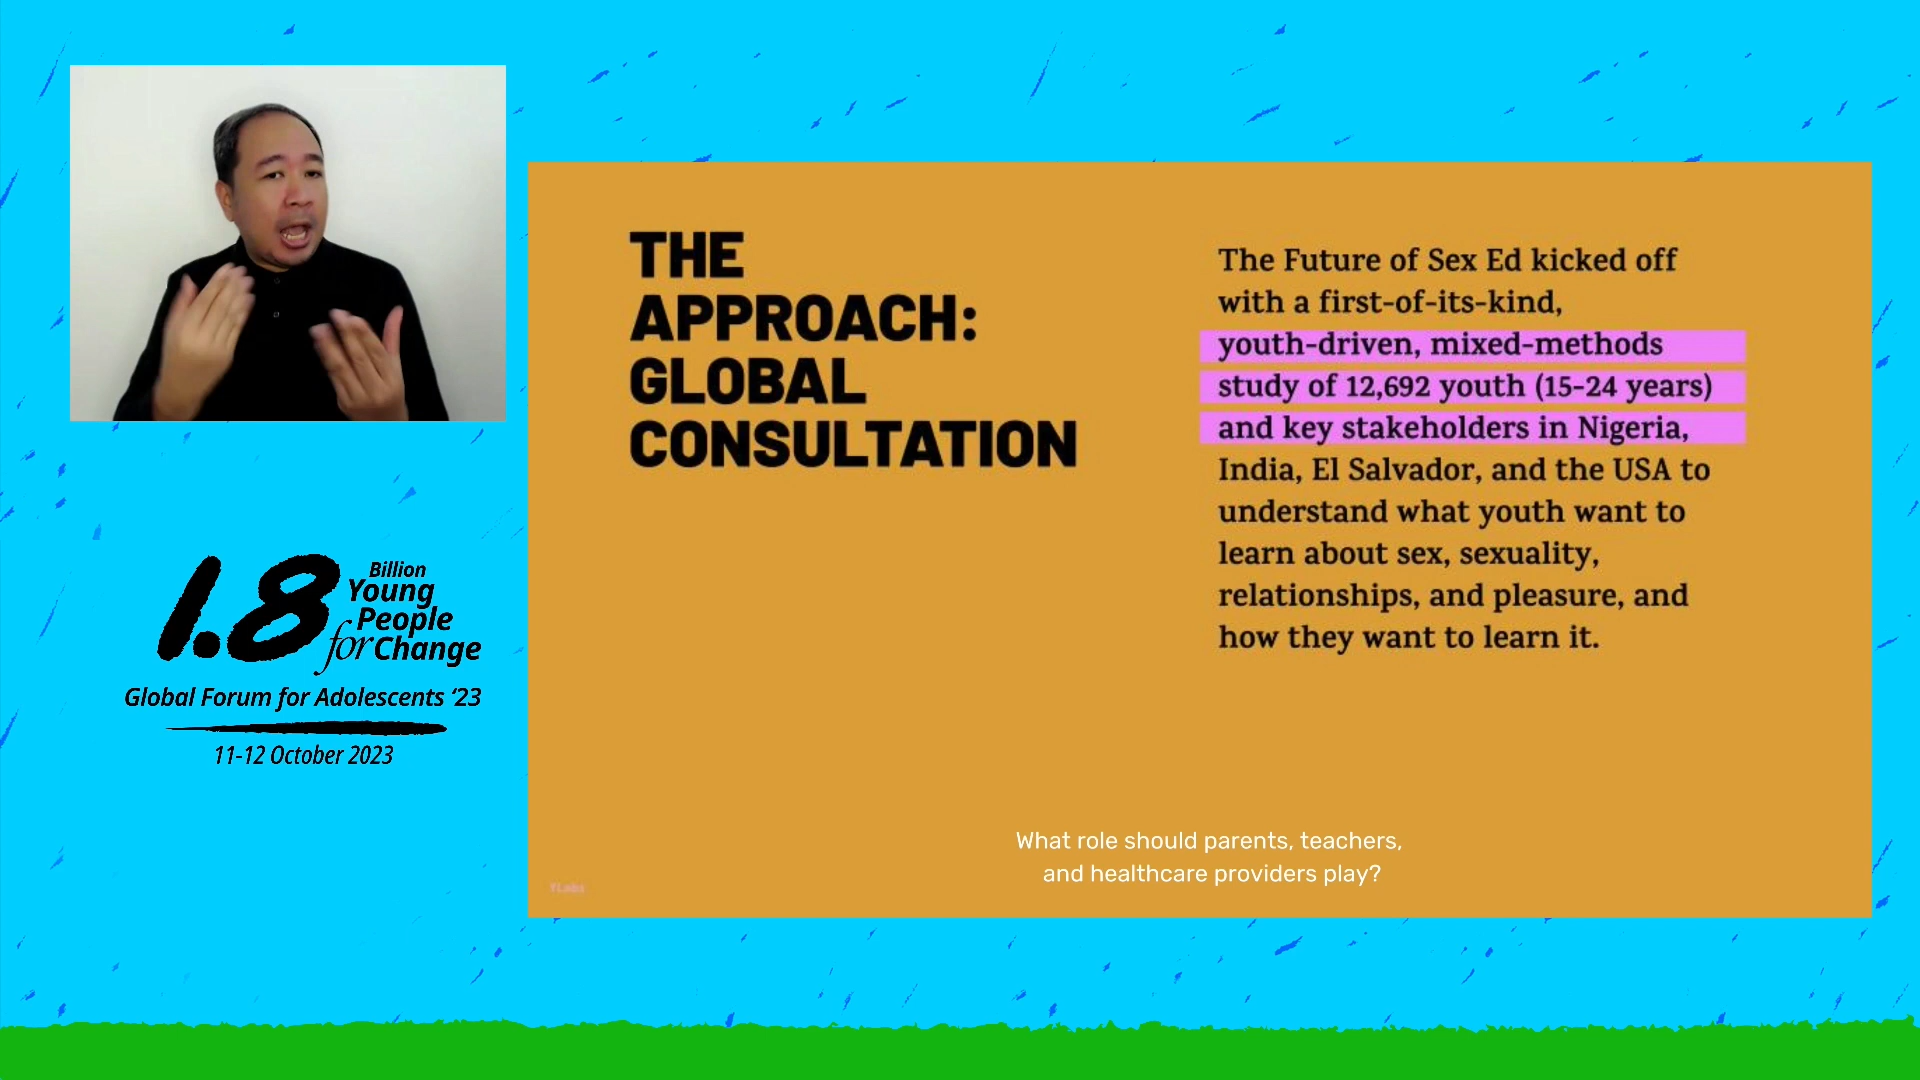 THE
APPROACH:
GLOBAL
CONSULTATION
The Future of Sex Ed kicked off
with a first-of-its-kind,
youth-driven, mixed-methods
study of 12,692 youth (15-24 years)
and key stakeholders in Nigeria,
India, El Salvador, and the USA to
understand what youth want to
learn about sex, sexuality,
relationships, and pleasure, and
how they want to learn it.
What role should parents, teachers,
and healthcare providers play?
YLabs
1.8 Billion
Young
People
for Change
Global Forum for Adolescents ‘23
11-12 October 2023